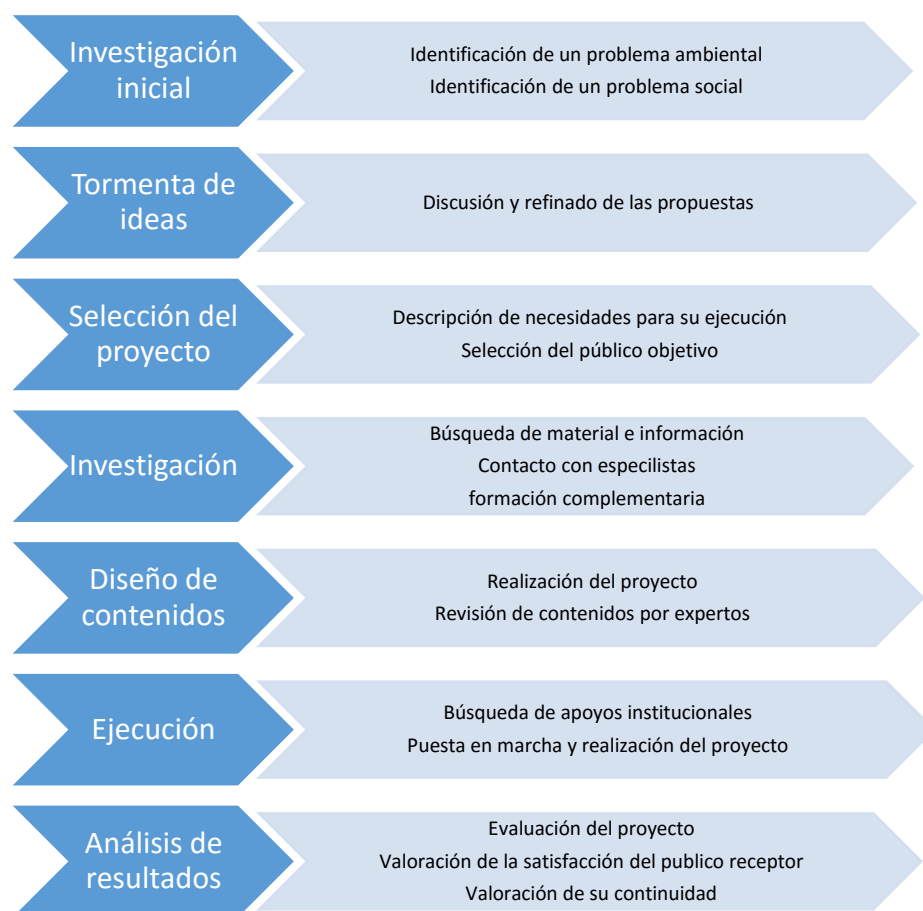 Investigación
inicial
Identificación de un problema ambiental
Identificación de un problema social
Tormenta de
ideas
Discusión y refinado de las propuestas
Selección del
proyecto
Descripción de necesidades para su ejecución
Selección del público objetivo
Investigación
Búsqueda de material e información
Contacto con especilistas
formación complementaria
Diseño de
contenidos
Realización del proyecto
Revisión de contenidos por expertos
Ejecución
Búsqueda de apoyos institucionales
Puesta en marcha y realización del proyecto
Análisis de
resultados
Evaluación del proyecto
Valoración de la satisfacción del publico receptor
Valoración de su continuidad